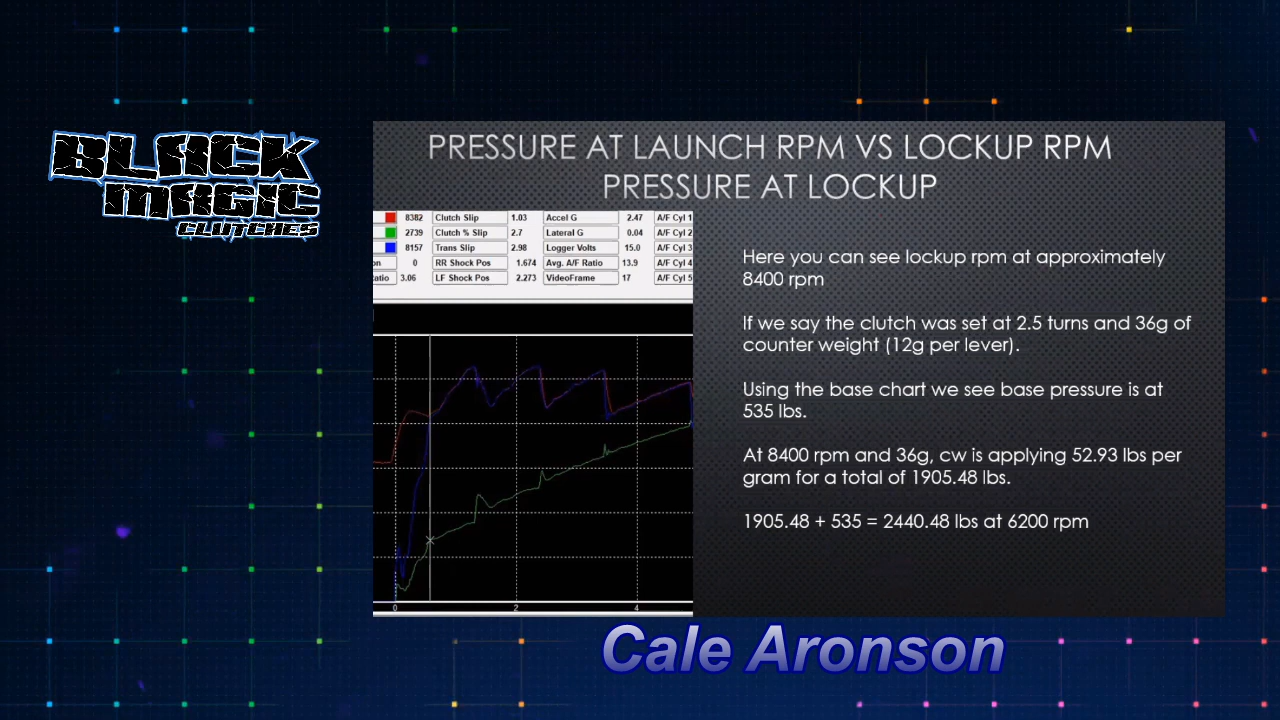 BLACK
MAGIC
CLUTCHES
PRESSURE AT LAUNCH RPM VS LOCKUP RPM
PRESSURE AT LOCKUP
8382 Clutch Slip 1.03 Accel G 2.47 A/F Cyl 1
2739 Clutch % Slip 2.7 Lateral G 0.04 A/F Cyl 2
8157 Trans Slip 2.98 Logger Volts 15.0 A/F Cyl 3
on 0 RR Shock Pos 1.674 Avg. A/F Ratio 13.9 A/F Cyl 4
atio 3.06 LF Shock Pos 2.273 VideoFrame 17 A/F Cyl 5
0 2 4
Here you can see lockup rpm at approximately
8400 rpm
If we say the clutch was set at 2.5 turns and 36g of
counter weight (12g per lever).
Using the base chart we see base pressure is at
535 lbs.
At 8400 rpm and 36g, cw is applying 52.93 lbs per
gram for a total of 1905.48 lbs.
1905.48 + 535 = 2440.48 lbs at 6200 rpm
Cale Aronson